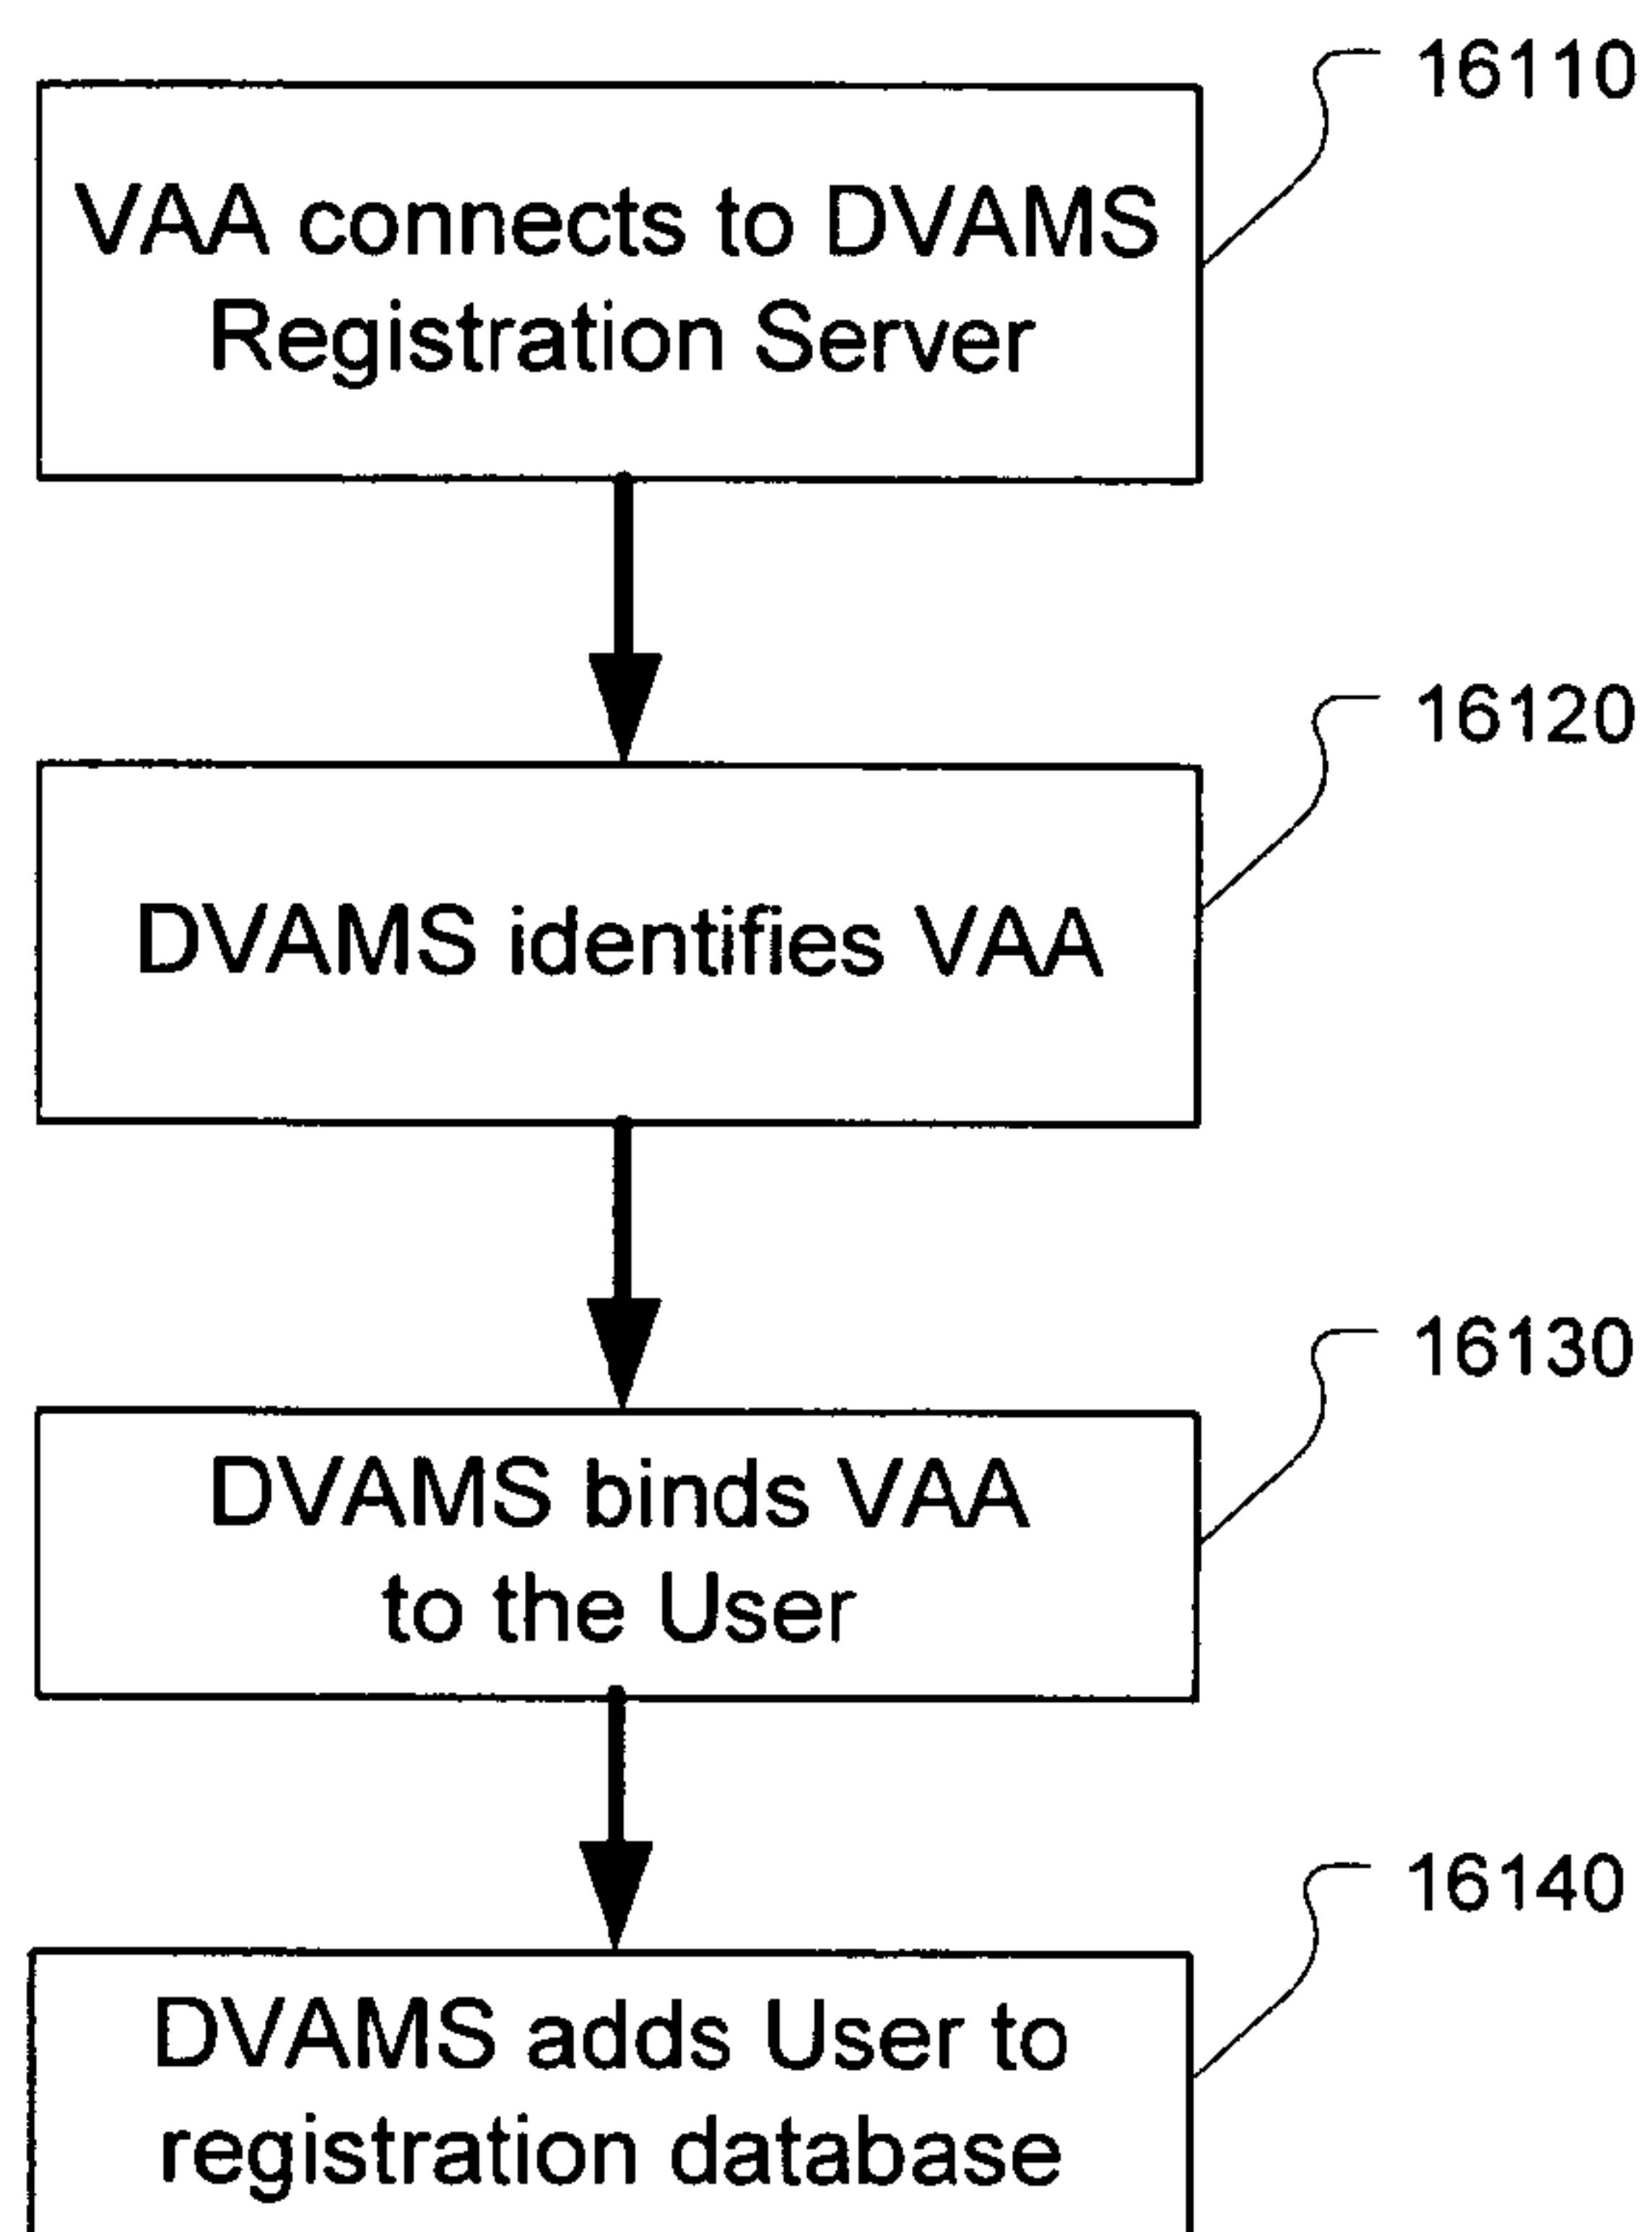 16110
VAA connects to DVAMS
Registration Server
16120
DVAMS identifies VAA
16130
DVAMS binds VAA
to the User
16140
DVAMS adds User to
registration database